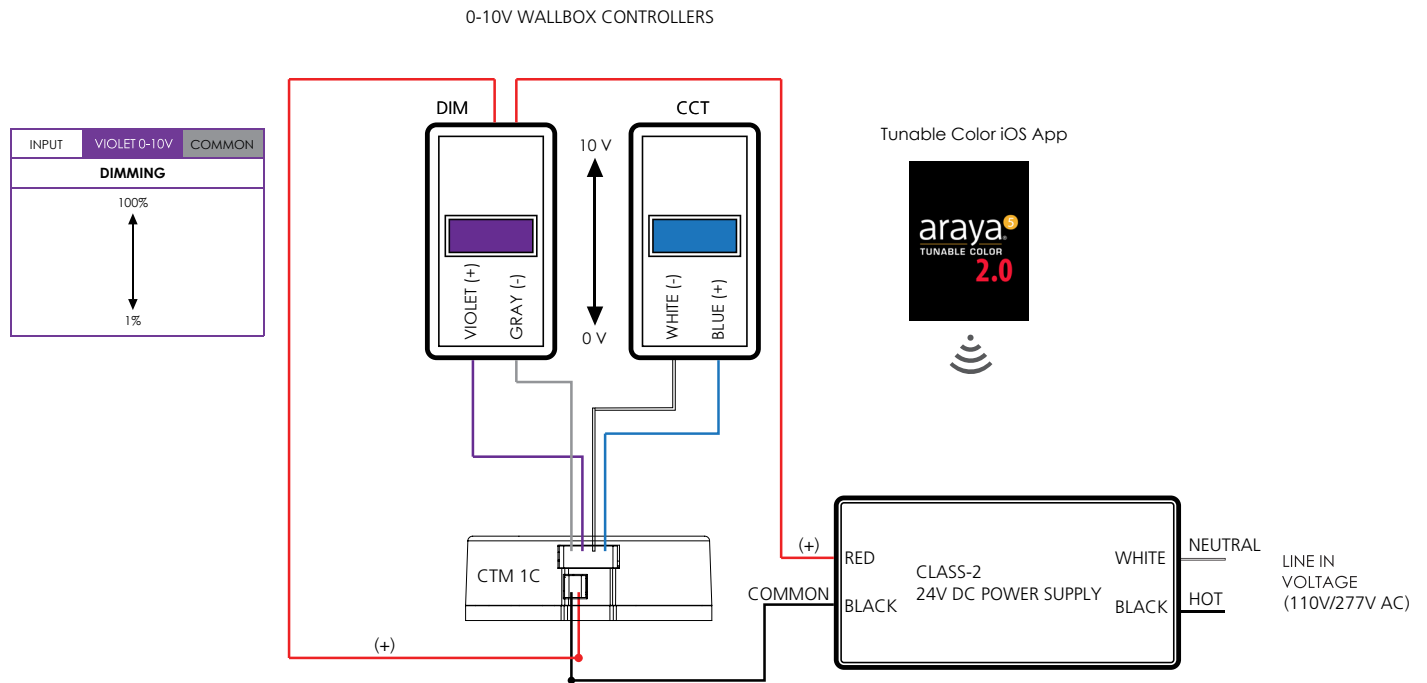 0-10V WALLBOX CONTROLLERS
INPUT
VIOLET 0-10V
COMMON
DIMMING
100%
1%
DIM
VIOLET (+)
GRAY (-)
10 V
0 V
CCT
WHITE (-)
BLUE (+)
Tunable Color iOS App
araya® 5
TUNABLE COLOR
2.0
CTM 1C
(+)
(+)
COMMON
RED
BLACK
CLASS-2
24V DC POWER SUPPLY
WHITE
BLACK
NEUTRAL
HOT
LINE IN
VOLTAGE
(110V/277V AC)